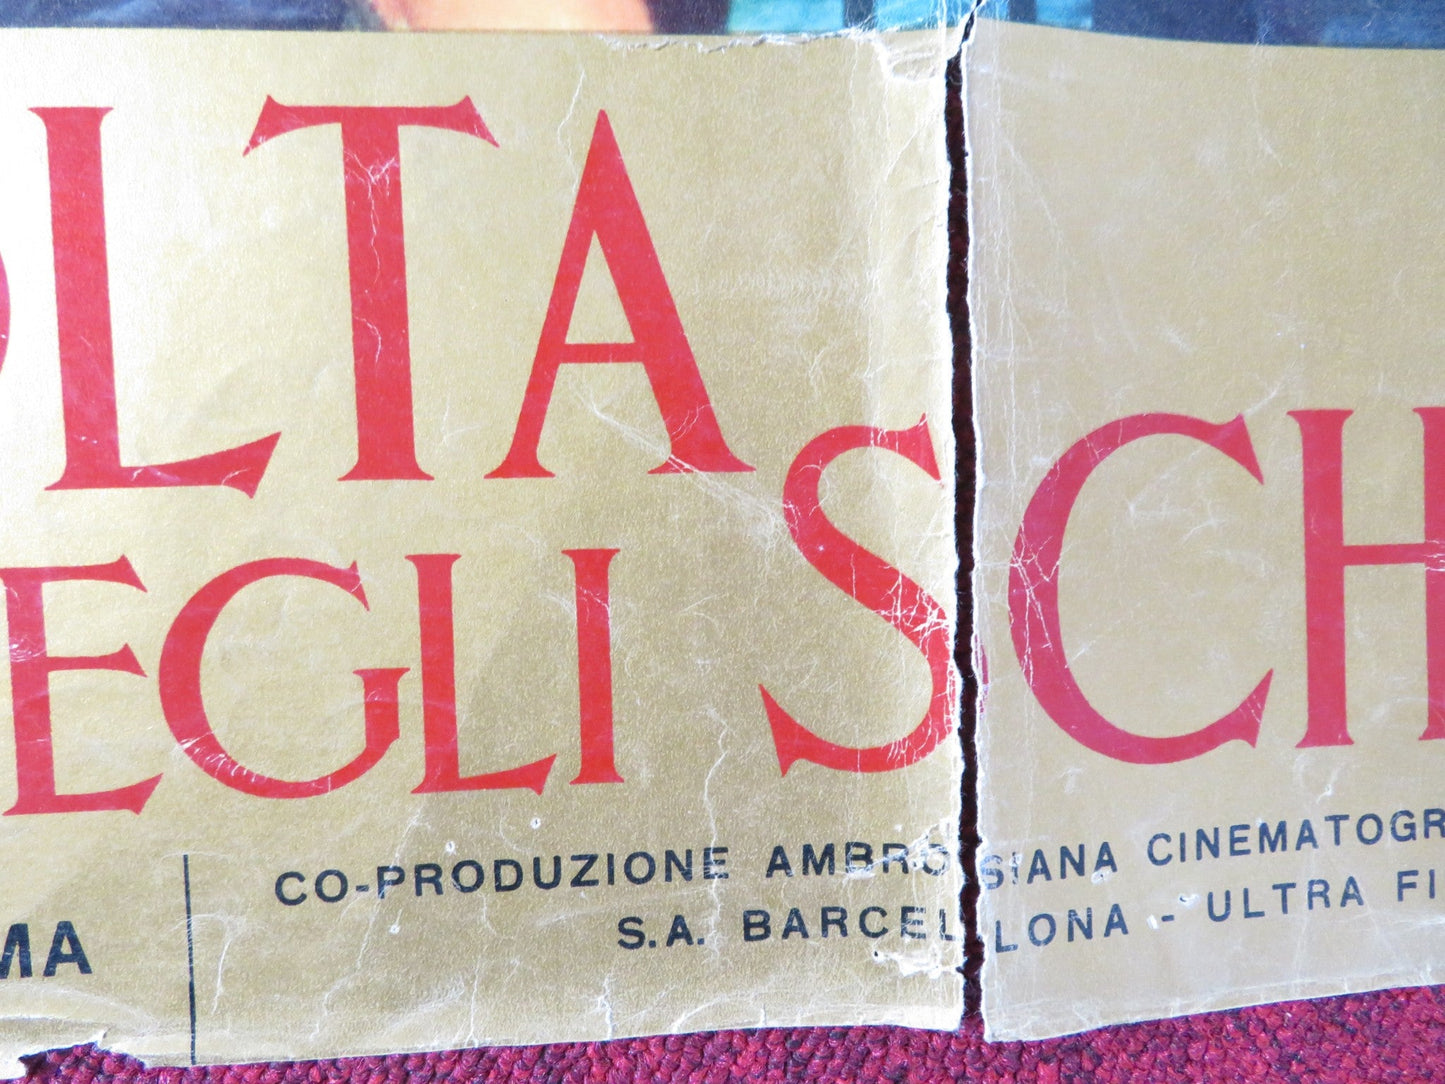 OLTA
EGLI SCH
CO-PRODUZIONE AMBROSIANA CINEMATOGR
S.A. BARCELLONA - ULTRA FI
MA